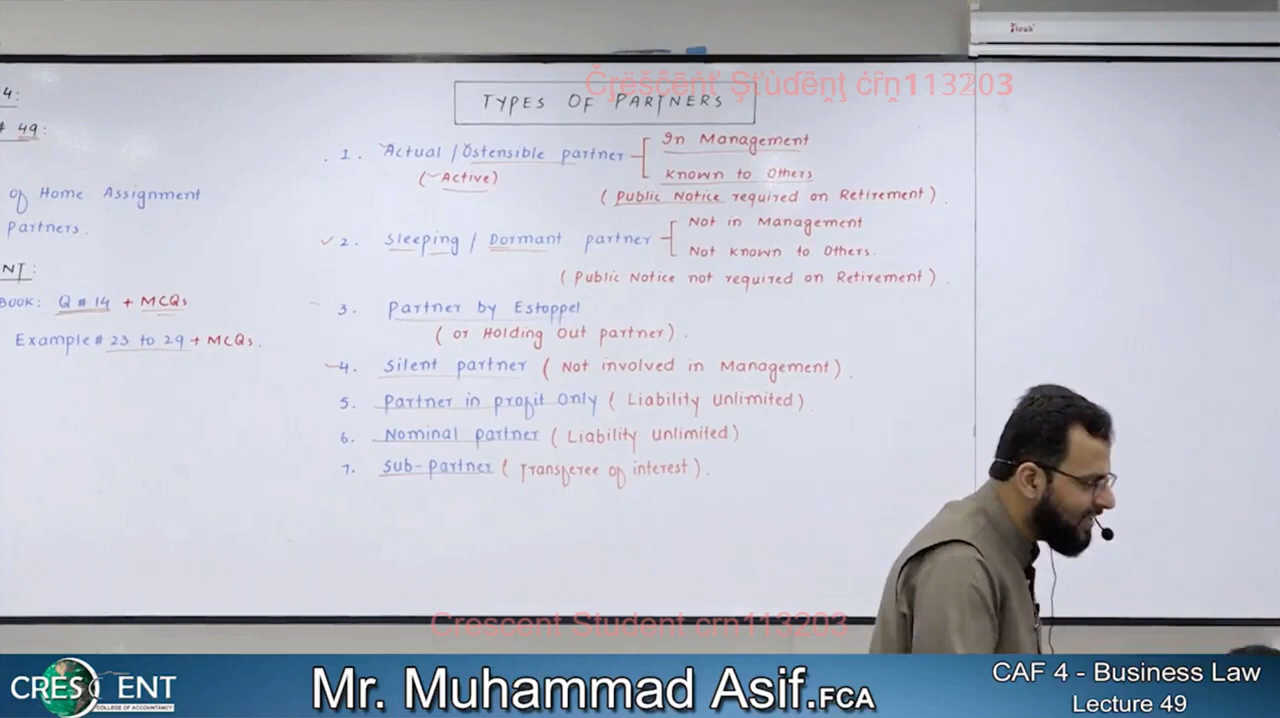 Crescent Student crn113203
4:
# 49:
of Home Assignment
Partners.
NT:
BOOK: Q # 14 + MCQs
Example # 23 to 29 + MCQs.
TYPES OF PARTNERS
1. Actual / Ostensible partner
In Management
Known to Others
(Active)
(Public Notice required on Retirement).
2. Sleeping / Dormant partner
Not in Management
Not Known to Others.
(Public Notice not required on Retirement).
3. Partner by Estoppel
(or Holding Out partner).
4. Silent partner (Not involved in Management).
5. Partner in profit Only (Liability Unlimited)
6. Nominal partner (Liability Unlimited)
7. Sub-Partner (Transferee of interest).
Crescent Student crn113203
CRESCENT
COLLEGE OF ACCOUNTANCY
Mr. Muhammad Asif.FCA
CAF 4 - Business Law
Lecture 49